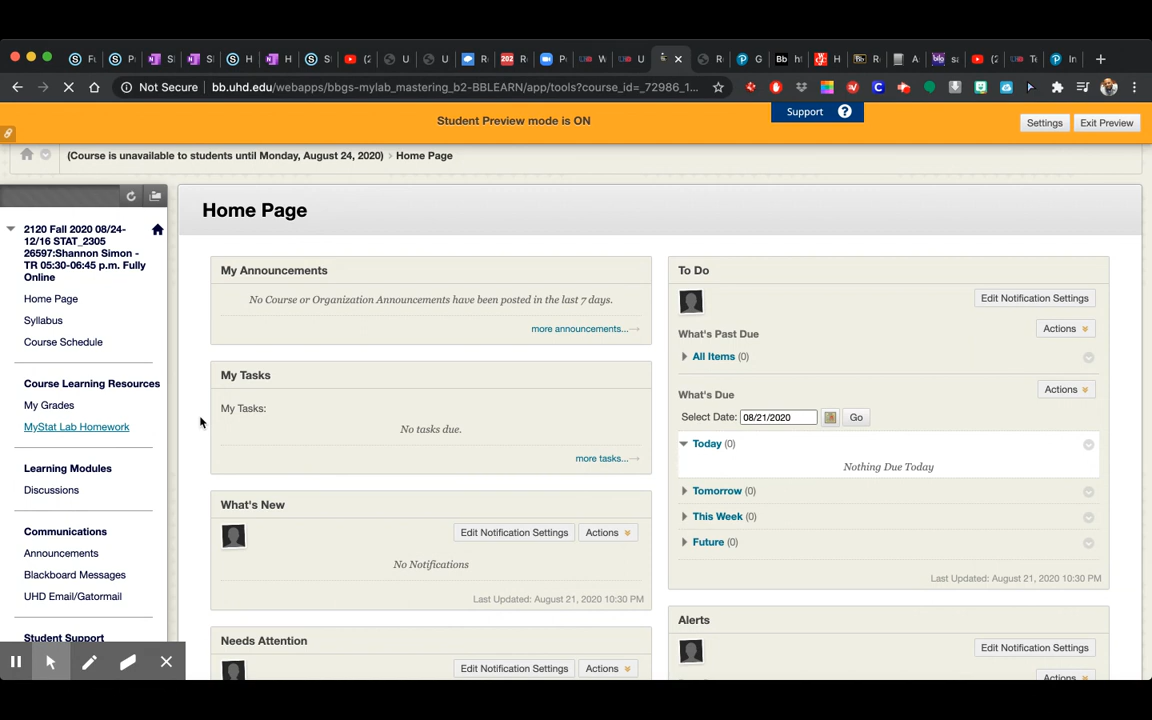 Not Secure
bb.uhd.edu/webapps/bbgs-mylab_mastering_b2-BBLEARN/app/tools?course_id=_72986_1...
Student Preview mode is ON
Support ?
Settings
Exit Preview
(Course is unavailable to students until Monday, August 24, 2020)
Home Page
2120 Fall 2020 08/24-
12/16 STAT_2305
26597:Shannon Simon -
TR 05:30-06:45 p.m. Fully
Online
Home Page
Syllabus
Course Schedule
Course Learning Resources
My Grades
MyStat Lab Homework
Learning Modules
Discussions
Communications
Announcements
Blackboard Messages
UHD Email/Gatormail
Student Support
Home Page
My Announcements
No Course or Organization Announcements have been posted in the last 7 days.
more announcements...
My Tasks
My Tasks:
No tasks due.
more tasks...
What's New
Edit Notification Settings
Actions
No Notifications
Last Updated: August 21, 2020 10:30 PM
Needs Attention
Edit Notification Settings
Actions
To Do
Edit Notification Settings
What's Past Due
Actions
All Items (0)
What's Due
Actions
Select Date: 08/21/2020 Go
Today (0)
Nothing Due Today
Tomorrow (0)
This Week (0)
Future (0)
Last Updated: August 21, 2020 10:30 PM
Alerts
Edit Notification Settings
Actions